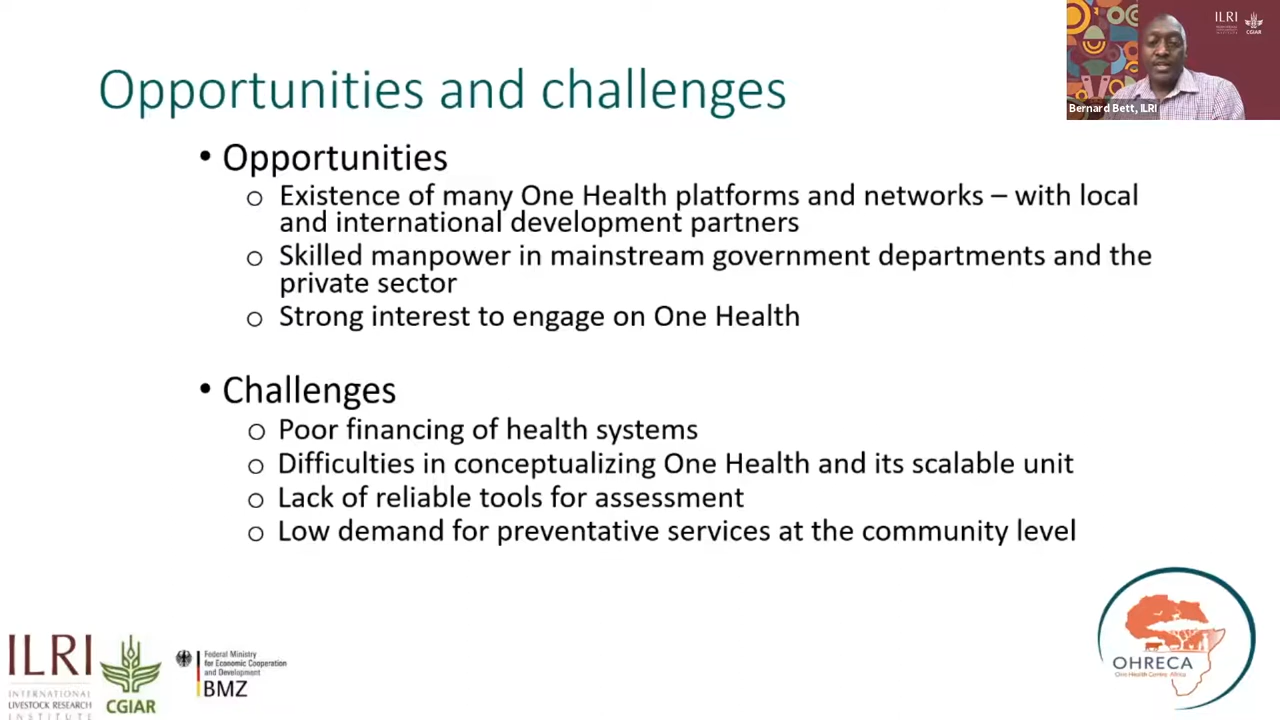 ILRI
CGIAR
Bernard Bett, ILRI
Opportunities and challenges
• Opportunities
o Existence of many One Health platforms and networks – with local
and international development partners
o Skilled manpower in mainstream government departments and the
private sector
o Strong interest to engage on One Health
• Challenges
o Poor financing of health systems
o Difficulties in conceptualizing One Health and its scalable unit
o Lack of reliable tools for assessment
o Low demand for preventative services at the community level
ILRI
INTERNATIONAL
LIVESTOCK RESEARCH
INSTITUTE
CGIAR
Federal Ministry
for Economic Cooperation
and Development
BMZ
OHRECA